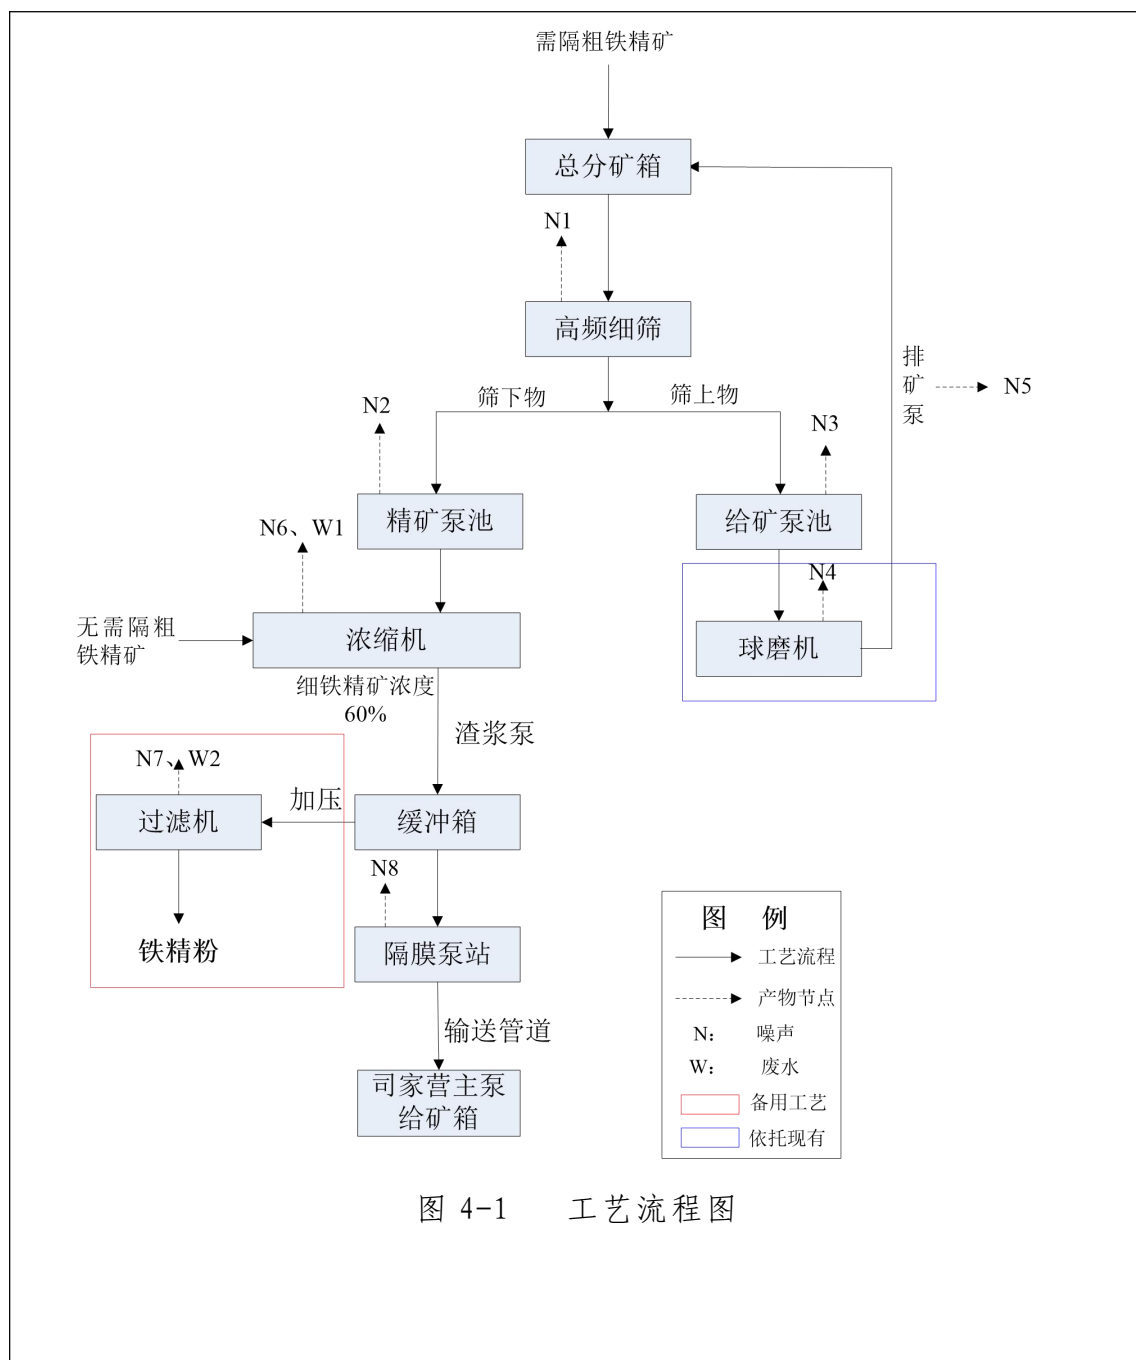 需隔粗铁精矿
总分矿箱
N1
高频细筛
筛下物
筛上物
排
矿
泵
N5
N2
N3
精矿泵池
给矿泵池
N6、W1
N4
无需隔粗
铁精矿
浓缩机
球磨机
细铁精矿浓度
60%
渣浆泵
N7、W2
过滤机
加压
缓冲箱
N8
铁精粉
隔膜泵站
输送管道
司家营主泵
给矿箱
图 例
工艺流程
产物节点
N： 噪声
W： 废水
备用工艺
依托现有
图 4-1 工艺流程图